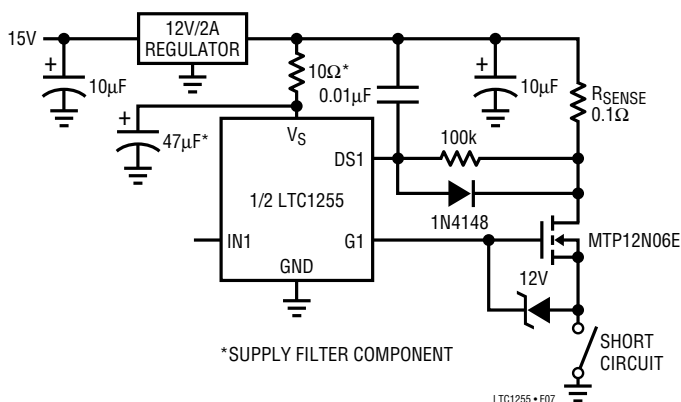 15V
+
10µF
12V/2A
REGULATOR
10Ω*
0.01µF
+
10µF
RSENSE
0.1Ω
+
47µF*
VS
DS1
100k
1N4148
1/2 LTC1255
IN1
G1
GND
MTP12N06E
12V
SHORT
CIRCUIT
*SUPPLY FILTER COMPONENT
LTC1255 • F07